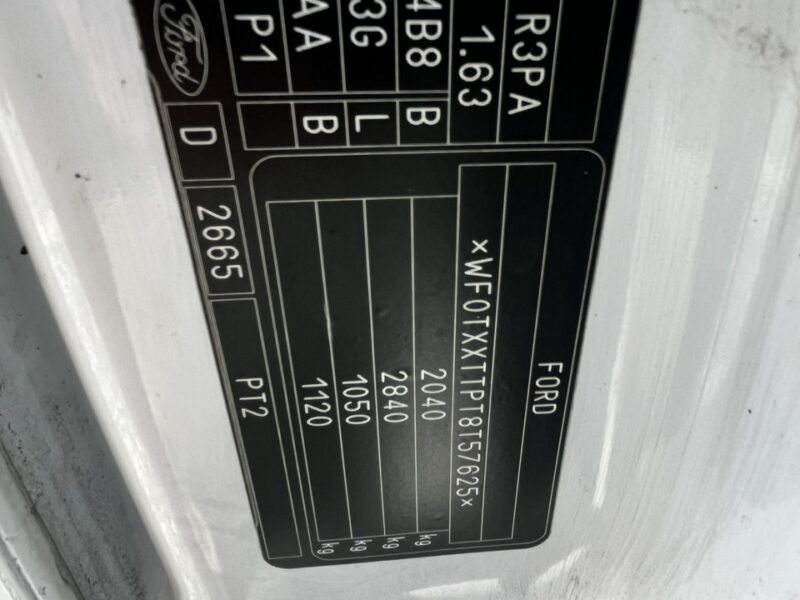 R3PA
1.63
4B8 B
3G L
AA B
P1
FORD
×WF0TXXTTPT8T57625×
2040 kg
2840 kg
1050 kg
1120 kg
Ford D 2665 PT2